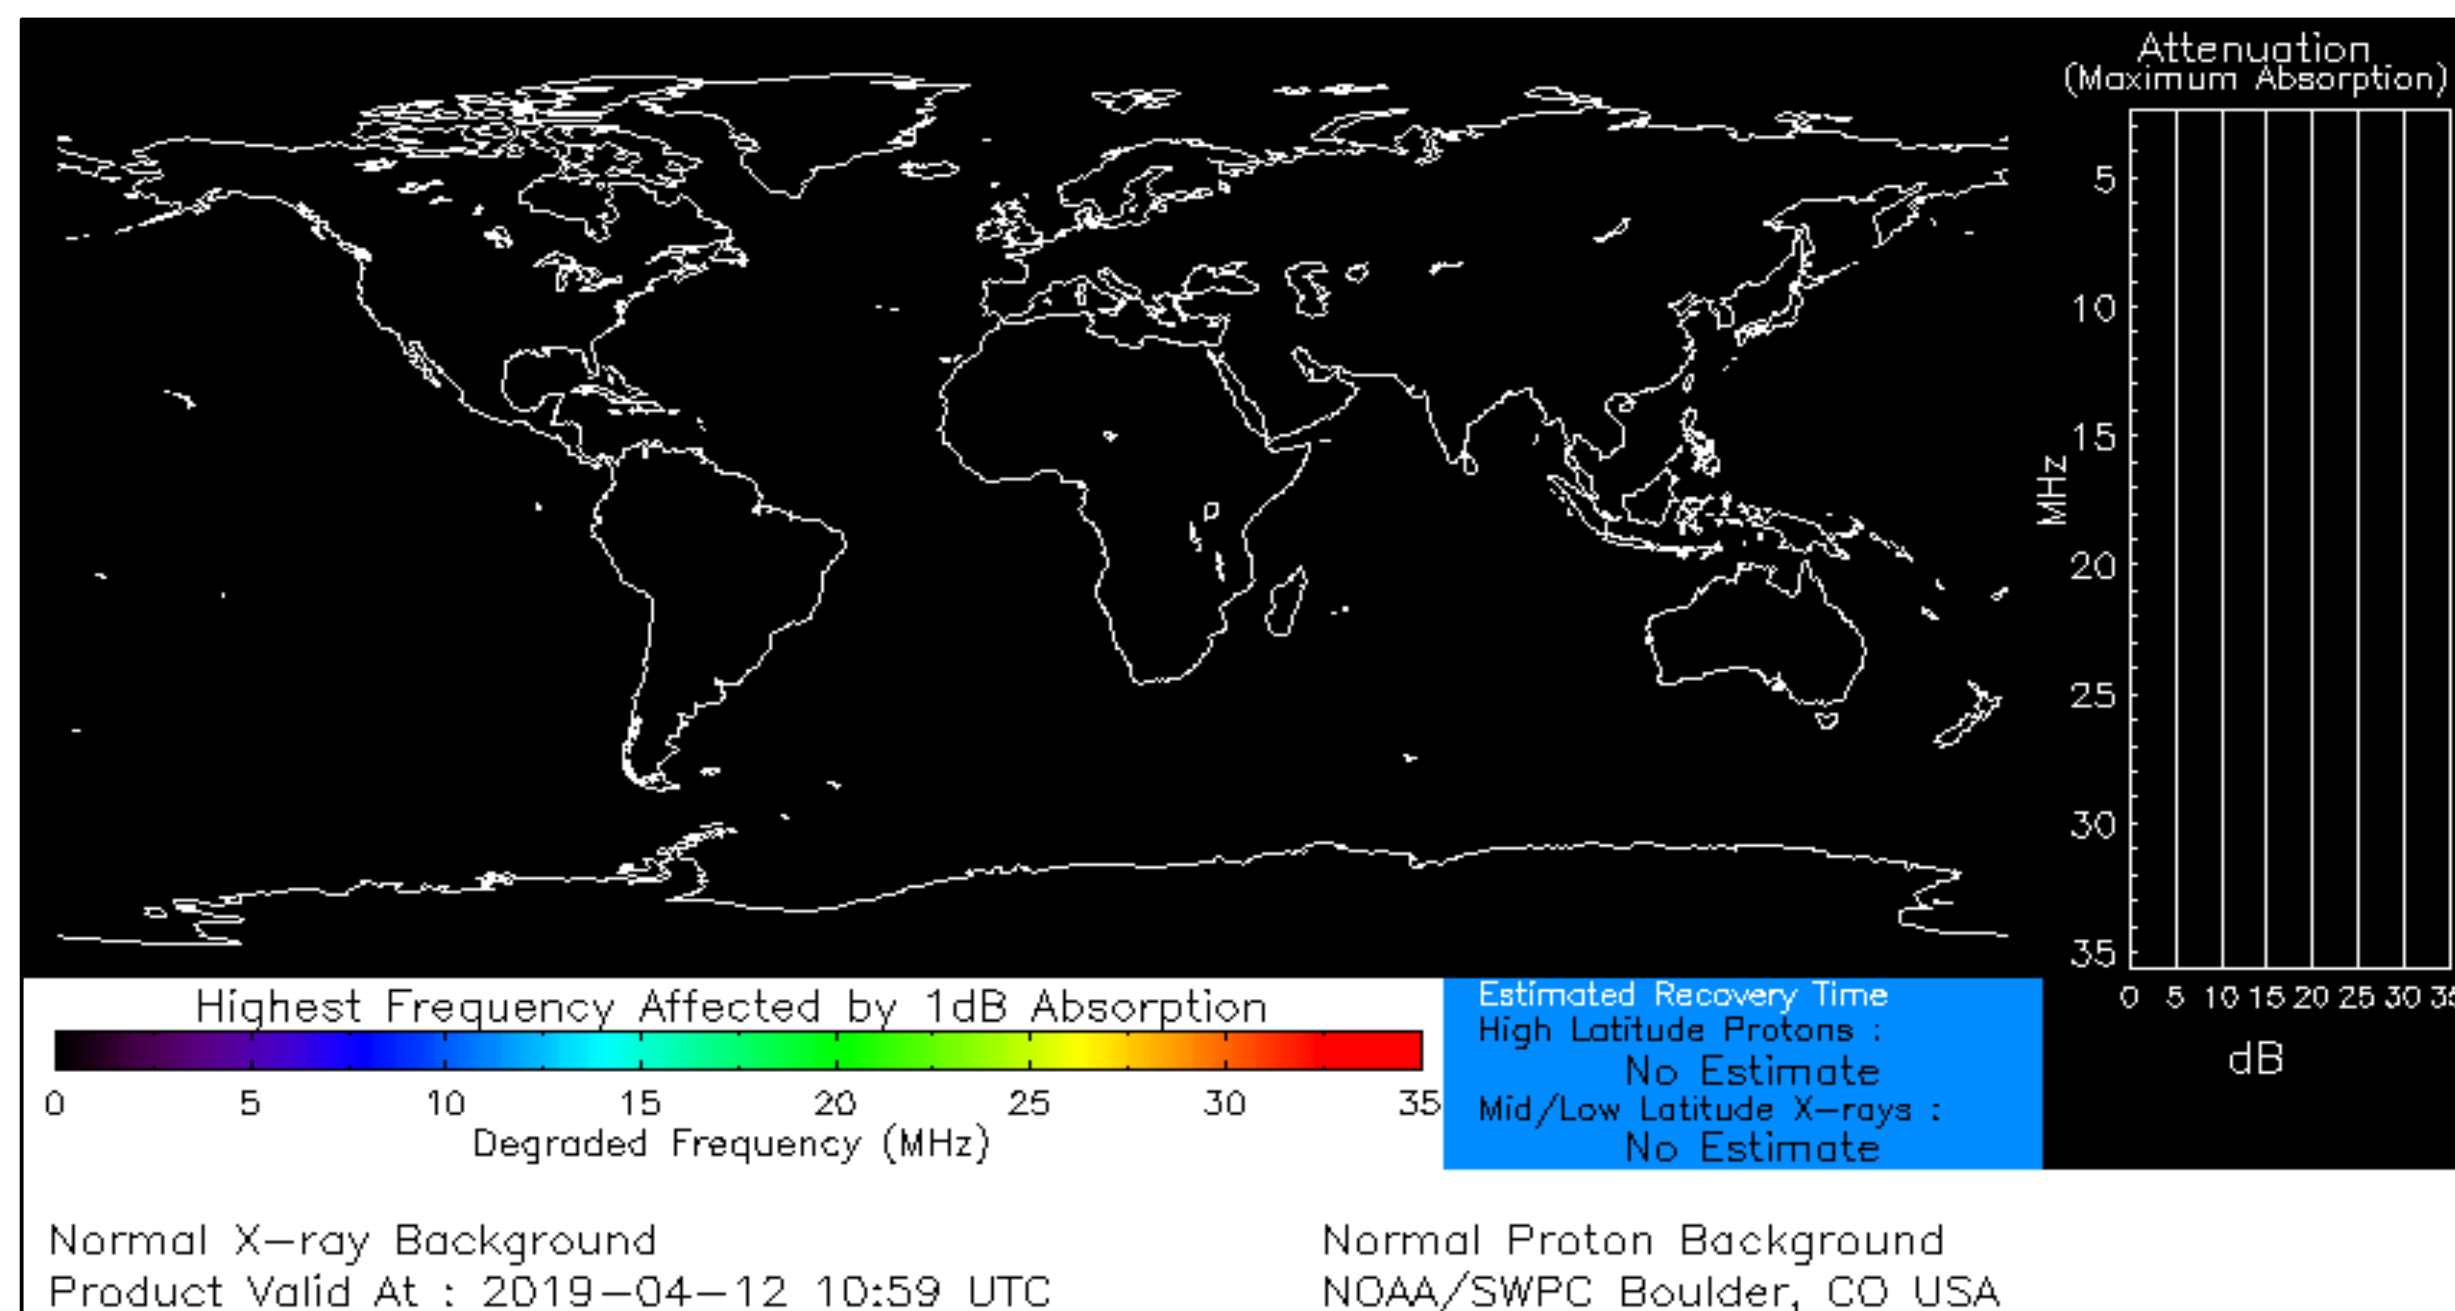 Attenuation
(Maximum Absorption)
5
10
15
20
25
30
35
MHz
0 5 10 15 20 25 30
dB
Highest Frequency Affected by 1dB Absorption
0 5 10 15 20 25 30 35
Degraded Frequency (MHz)
Estimated Recovery Time
High Latitude Protons :
No Estimate
Mid/Low Latitude X-rays :
No Estimate
Normal X-ray Background
Normal Proton Background
Product Valid At : 2019-04-12 10:59 UTC
NOAA/SWPC Boulder, CO USA